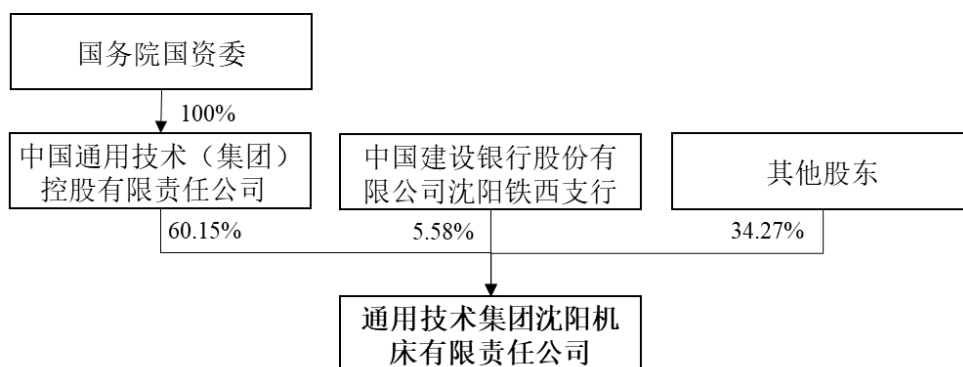 国务院国资委
100%
中国通用技术（集团）
控股有限责任公司
中国建设银行股份有
限公司沈阳铁西支行
其他股东
60.15%
5.58%
34.27%
通用技术集团沈阳机
床有限责任公司